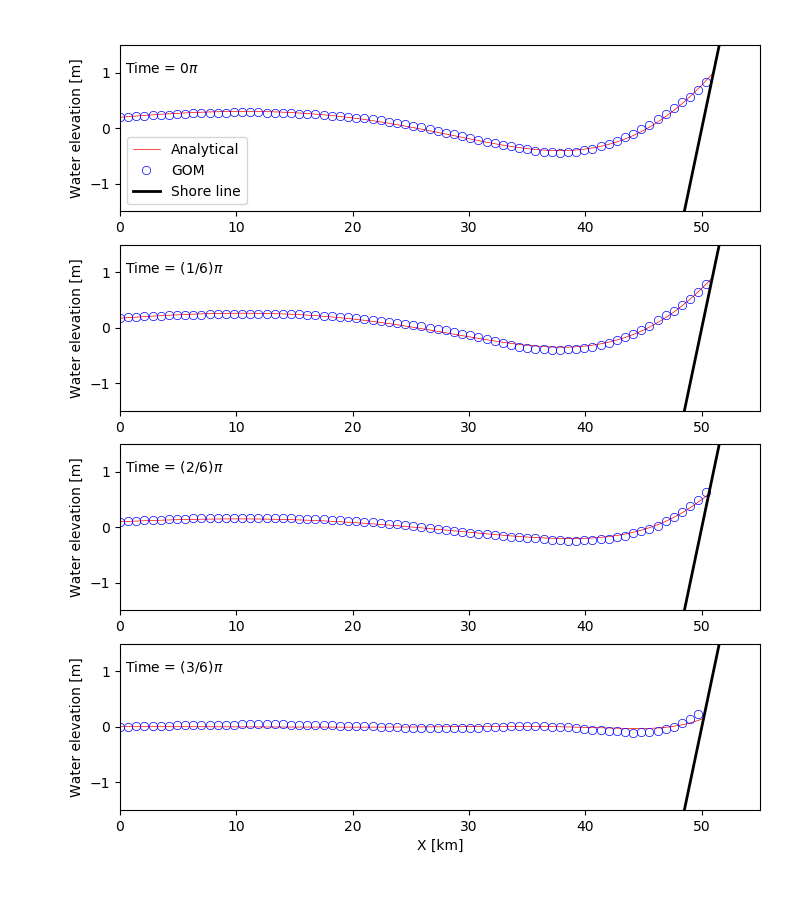 Time = 0π
Water elevation [m]
1
0
−1
Analytical
GOM
Shore line
0 10 20 30 40 50
Time = (1/6)π
Water elevation [m]
1
0
−1
0 10 20 30 40 50
Time = (2/6)π
Water elevation [m]
1
0
−1
0 10 20 30 40 50
Time = (3/6)π
Water elevation [m]
1
0
−1
0 10 20 30 40 50
X [km]